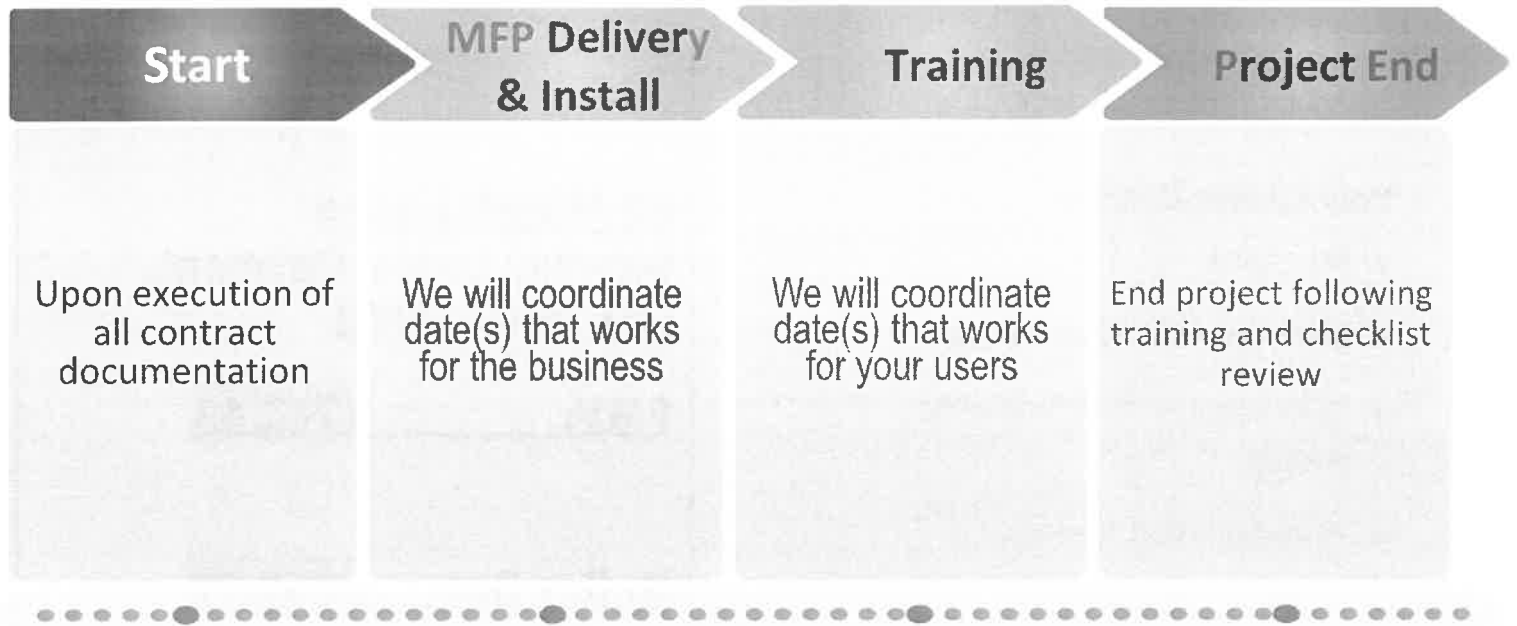 Start
MFP Delivery
& Install
Training
Project End
Upon execution of
all contract
documentation
We will coordinate
date(s) that works
for the business
We will coordinate
date(s) that works
for your users
End project following
training and checklist
review